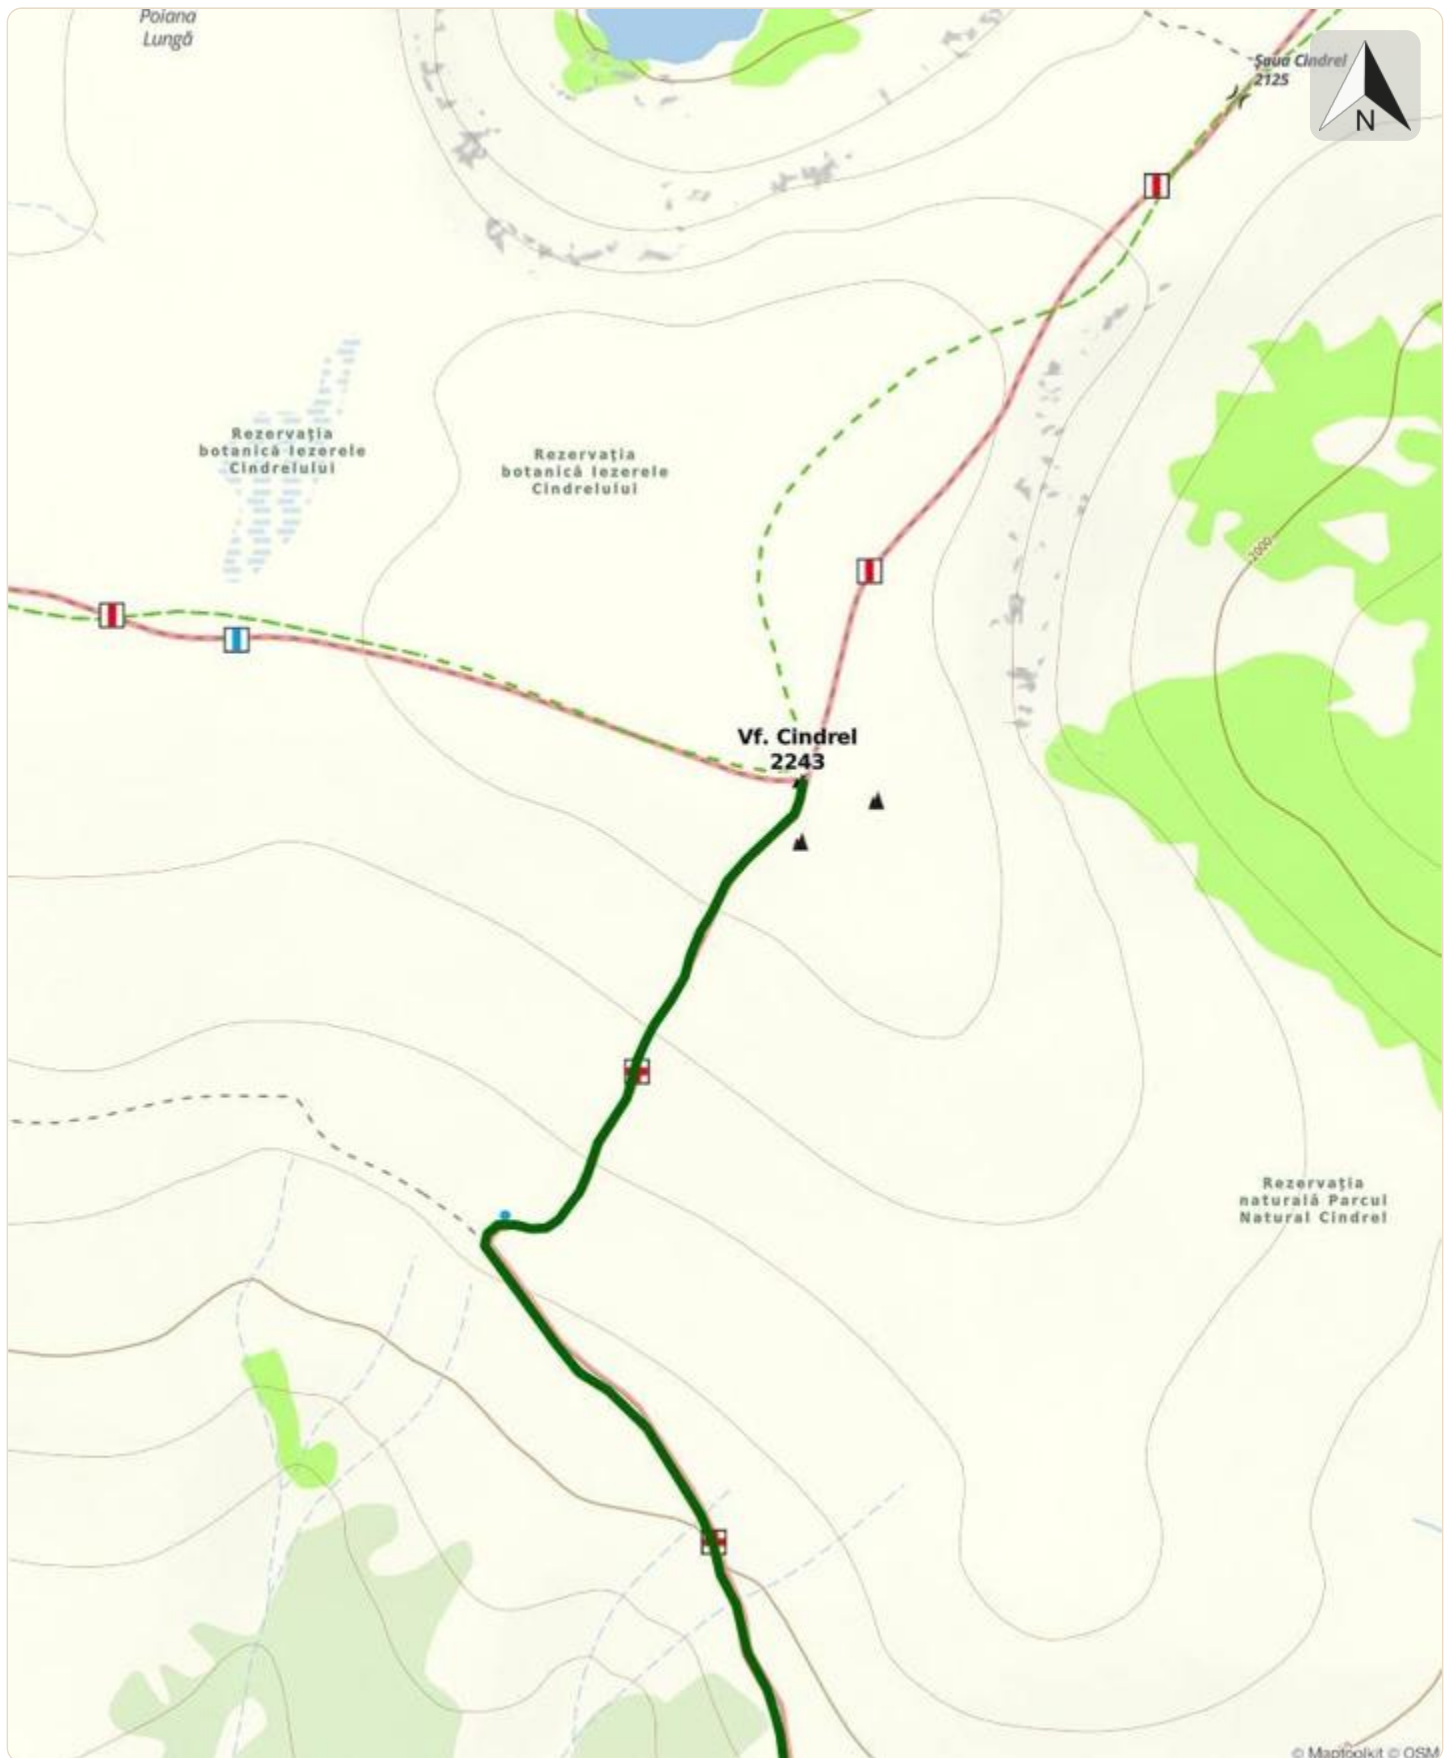 Poiana
Lungă
Șaua Cindrel
2125
N
Rezervația
botanică Iezerele
Cindrelului
Rezervația
botanică Iezerele
Cindrelului
2000
Vf. Cindrel
2243
Rezervația
naturală Parcul
Natural Cindrel
© Maptoolkit © OSM